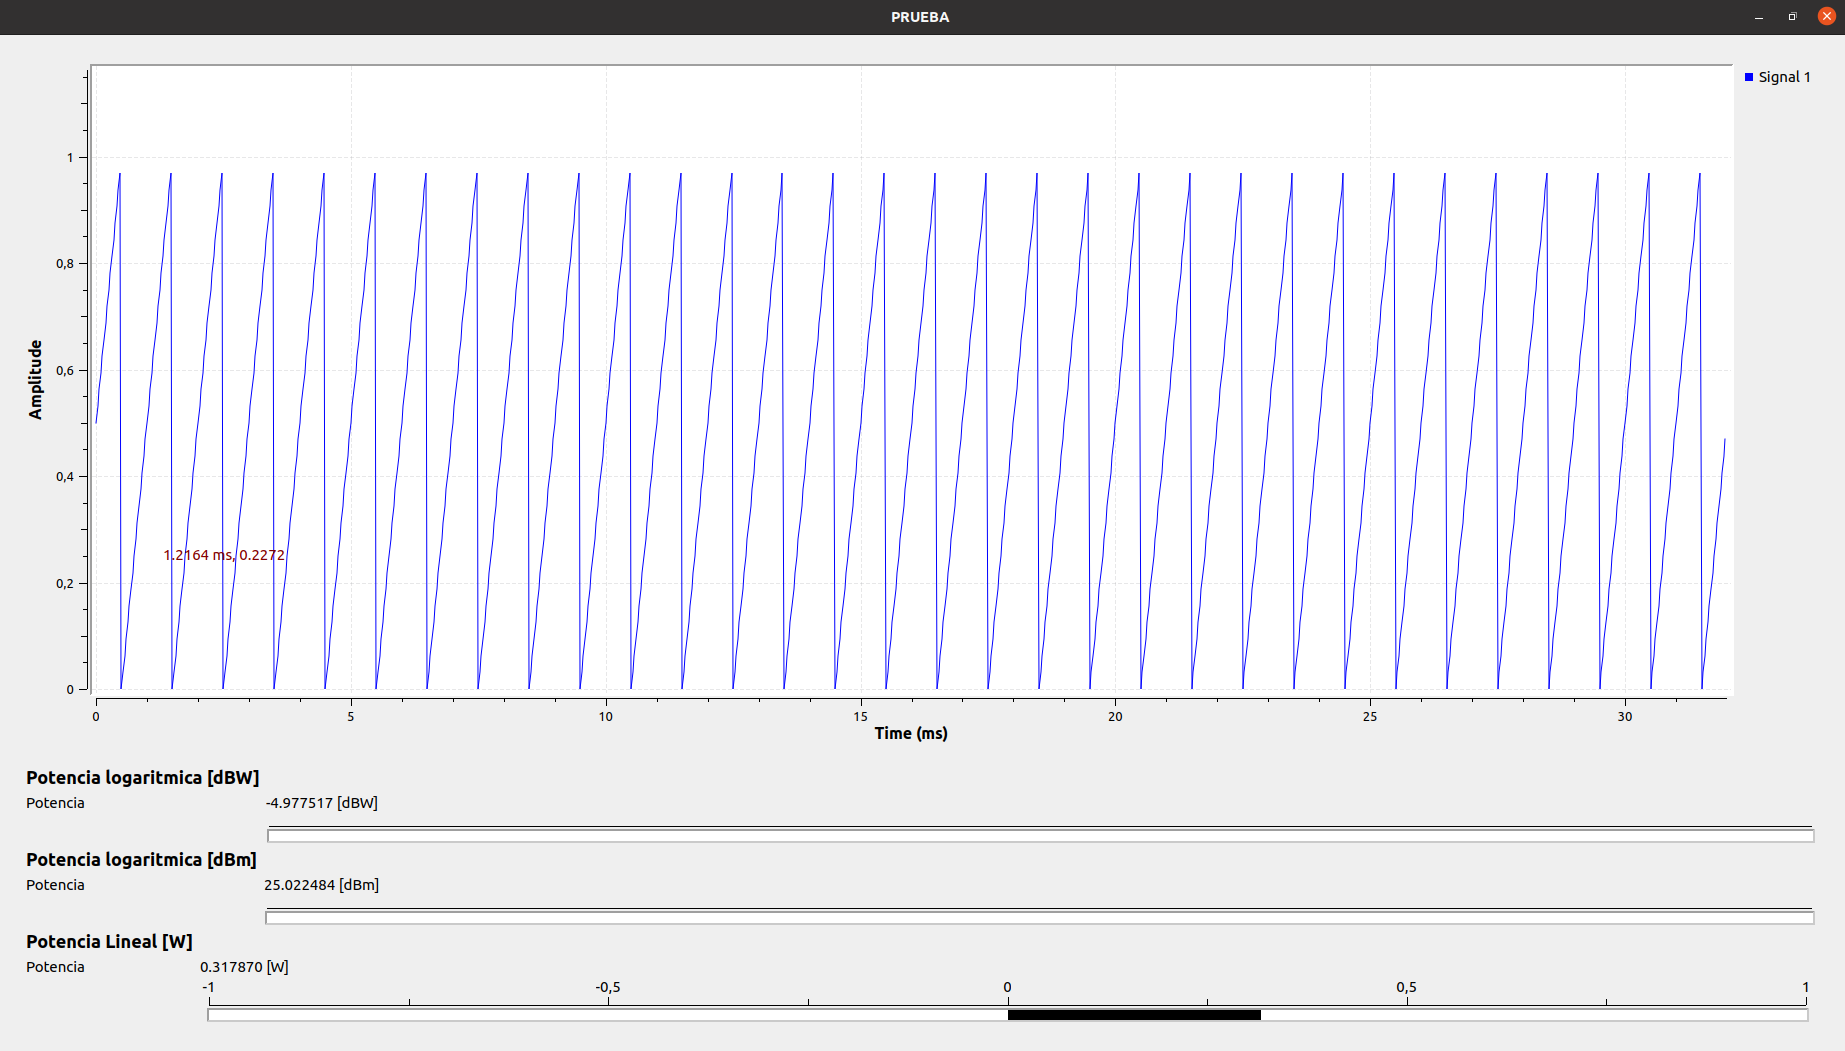 PRUEBA
Signal 1
1
0,8
0,6
0,4
0,2
0
Amplitude
1.2164 ms, 0.2272
0 5 10 15 20 25 30
Time (ms)
Potencia logaritmica [dBW]
Potencia -4.977517 [dBW]
Potencia logaritmica [dBm]
Potencia 25.022484 [dBm]
Potencia Lineal [W]
Potencia 0.317870 [W]
-1 -0,5 0 0,5 1